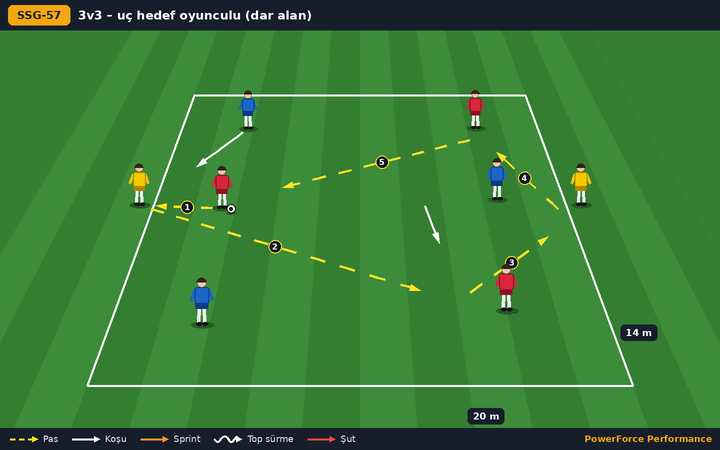 SSG-57 3v3 – uç hedef oyunculu (dar alan)
5
4
1
2
3
14 m
20 m
Pas Koşu Sprint Top sürme Şut PowerForce Performance